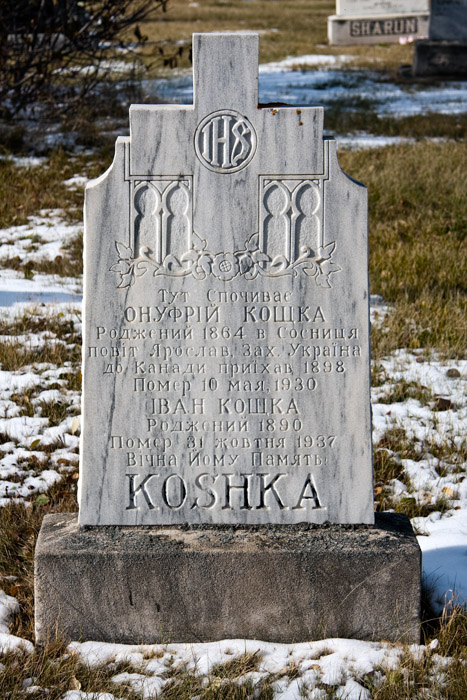 SHARUN
IHS
Тут Спочиває
ОНУФРІЙ КОЩКА
Роджений 1864 в Сосниця
повіт Ярослав, Зах. Україна
до Канади приїхав 1898
Помер 10 мая, 1930
ІВАН КОЩКА
Роджений 1890
Помер 31 жовтня 1937
Вічна Йому Память
KOSHKA